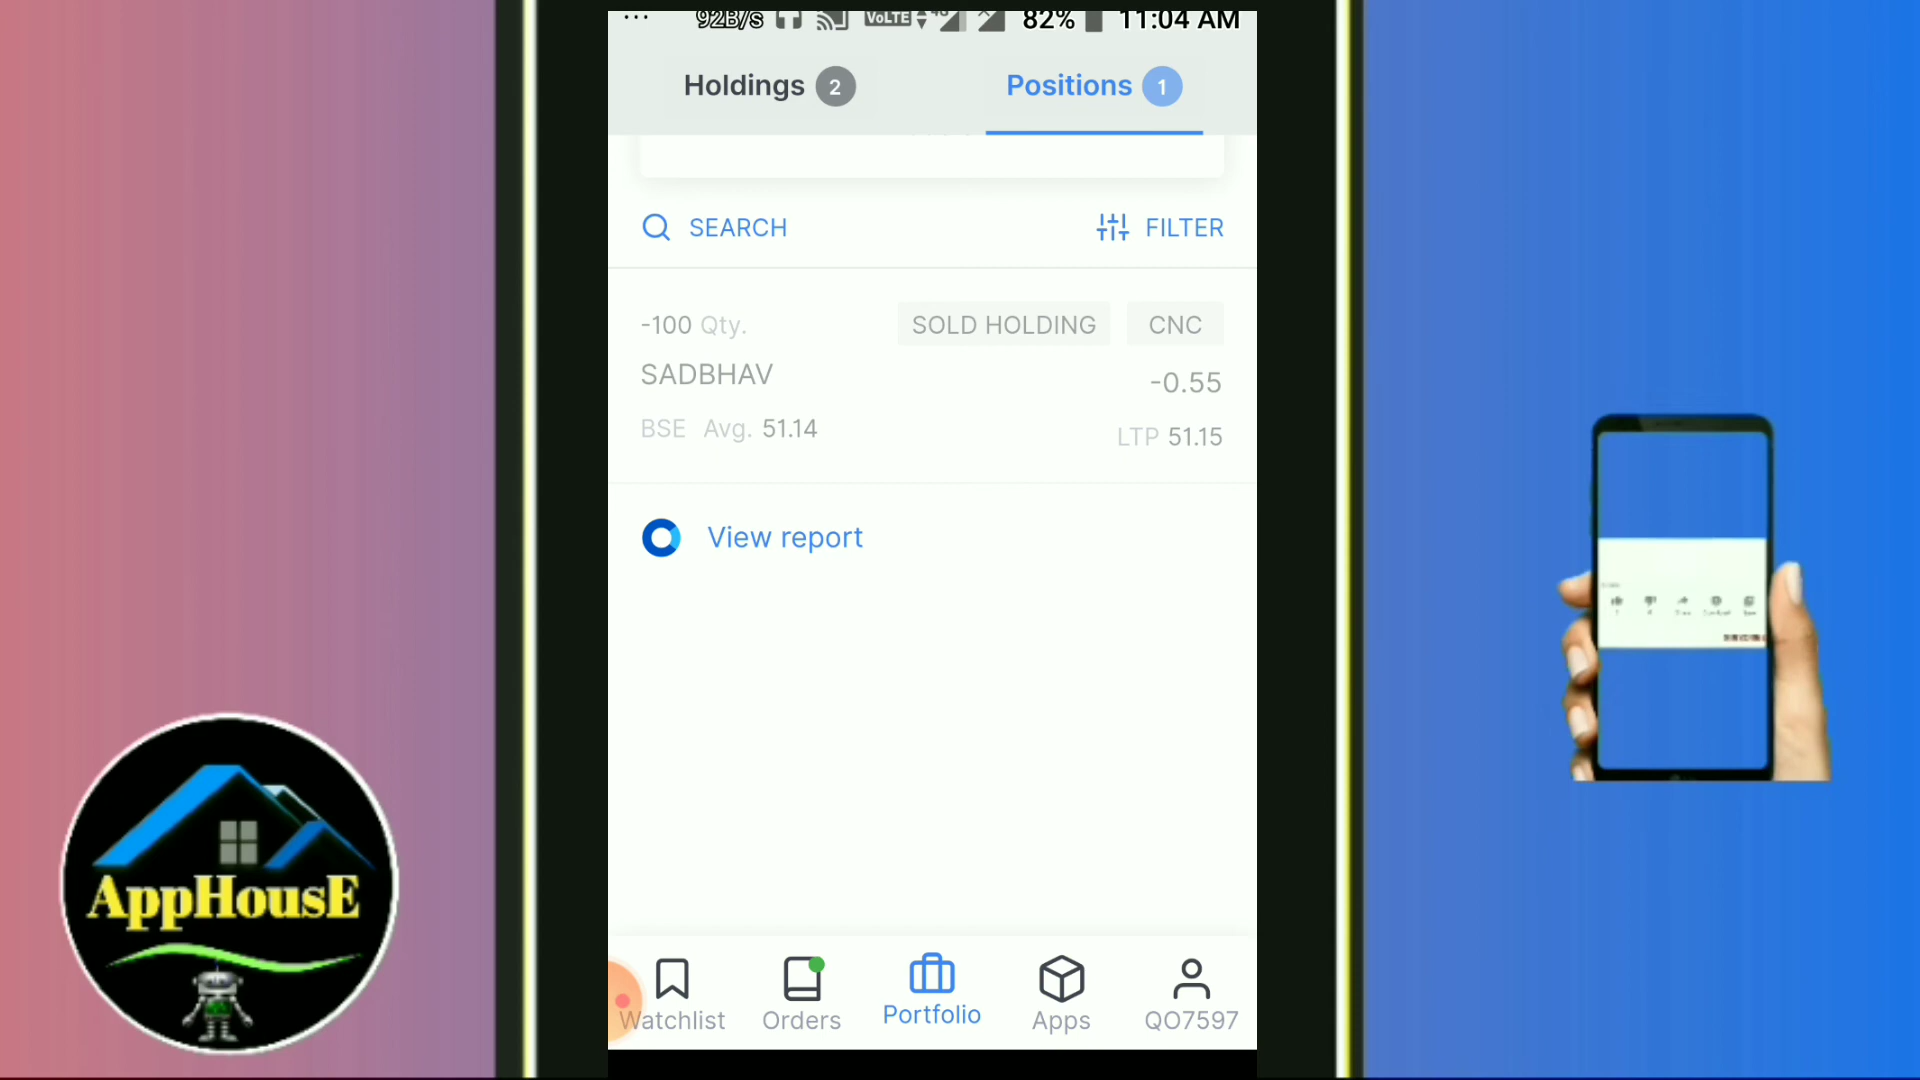 ... 92B/s VoLTE 4G 82% 11:04 AM
Holdings 2 Positions 1
SEARCH FILTER
-100 Qty. SOLD HOLDING CNC
SADBHAV -0.55
BSE Avg. 51.14 LTP 51.15
View report
Watchlist Orders Portfolio Apps QO7597
AppHousE